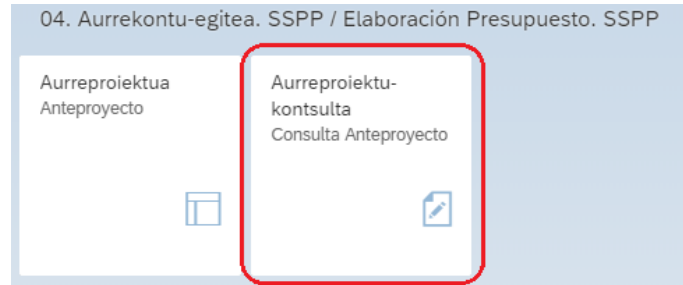 04. Aurrekontu-egitea. SSPP / Elaboración Presupuesto. SSPP
Aurreproiektua
Anteproyecto
Aurreproiektu-
kontsulta
Consulta Anteproyecto